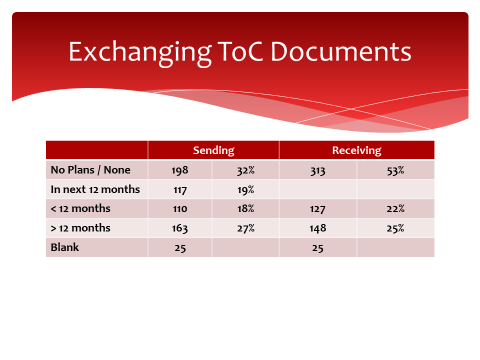 Exchanging ToC Documents
Sending Receiving
No Plans / None 198 32% 313 53%
In next 12 months 117 19%
< 12 months 110 18% 127 22%
> 12 months 163 27% 148 25%
Blank 25 25